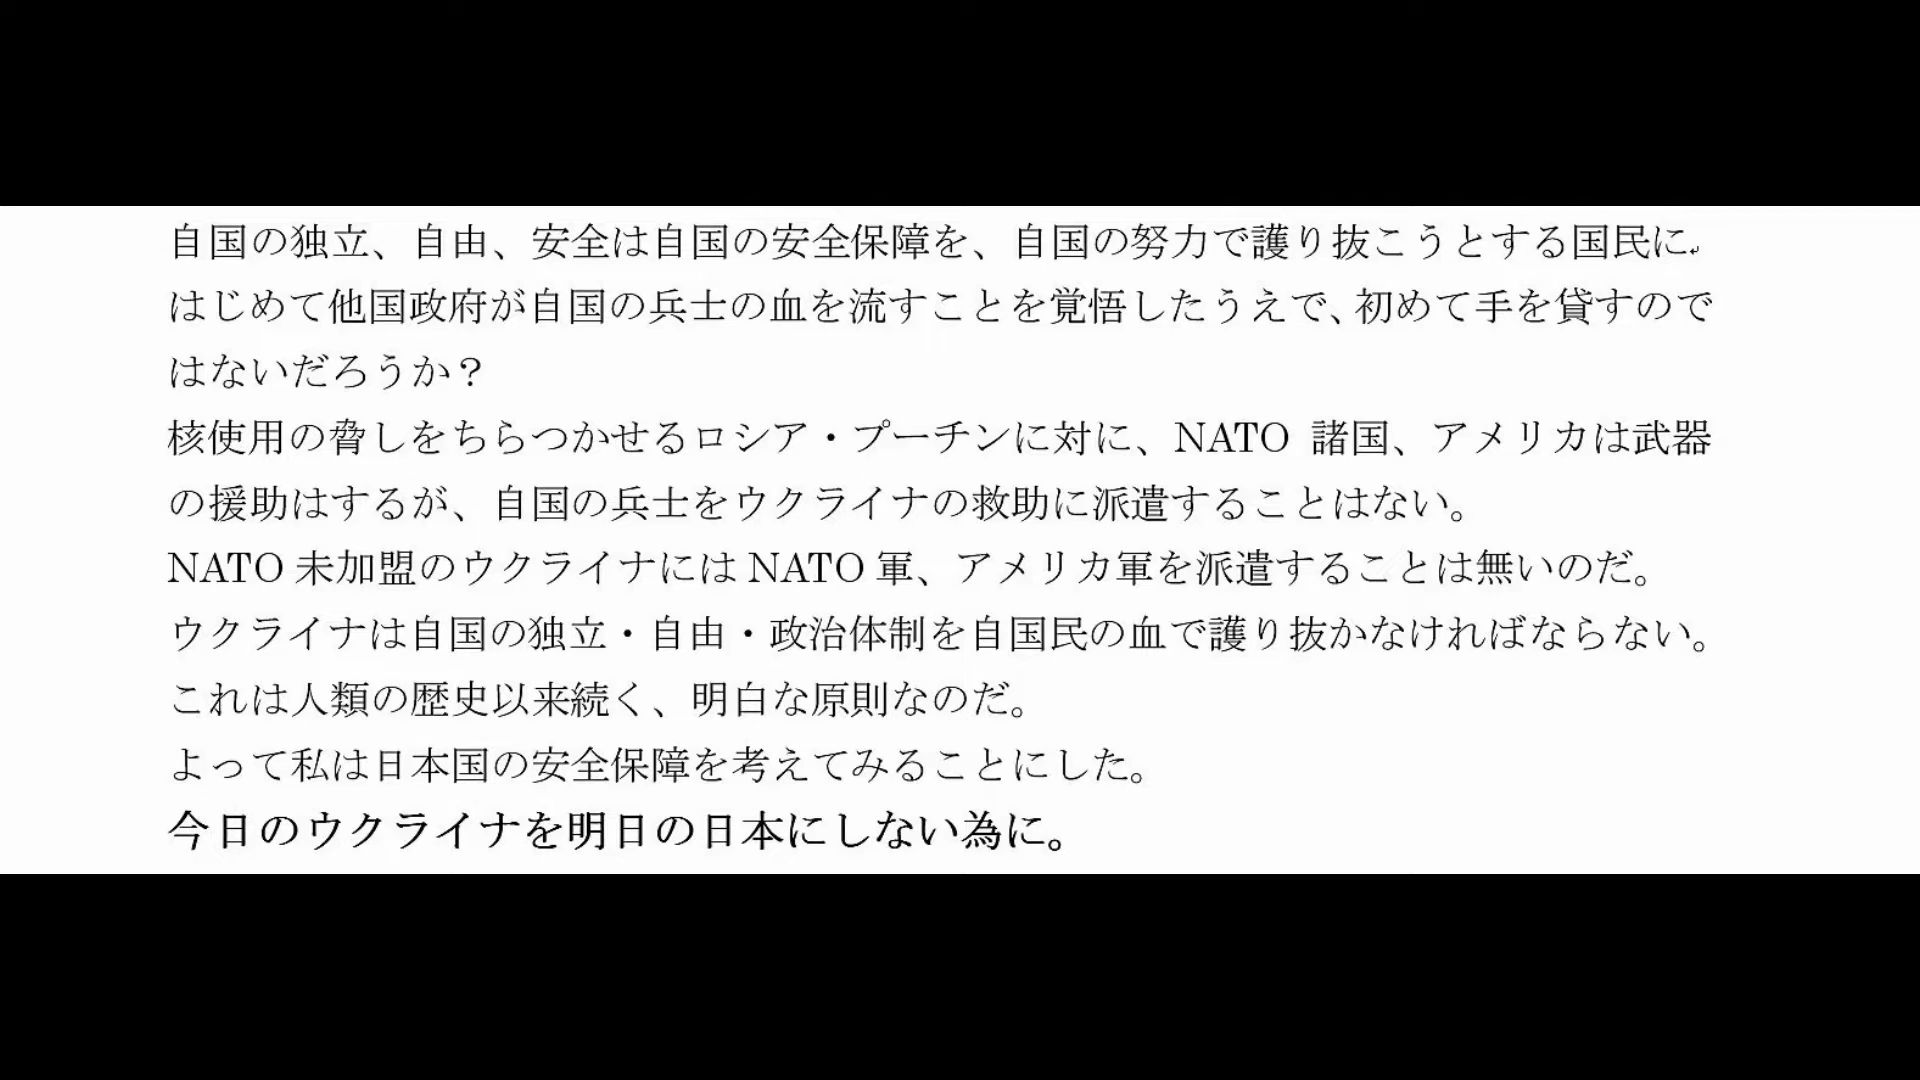 自国の独立、自由、安全は自国の安全保障を、自国の努力で護り抜こうとする国民に、
はじめて他国政府が自国の兵士の血を流すことを覚悟したうえで、初めて手を貸すので
はないだろうか？
核使用の脅しをちらつかせるロシア・プーチンに対に、NATO 諸国、アメリカは武器
の援助はするが、自国の兵士をウクライナの救助に派遣することはない。
NATO 未加盟のウクライナには NATO 軍、アメリカ軍を派遣することは無いのだ。
ウクライナは自国の独立・自由・政治体制を自国民の血で護り抜かなければならない。
これは人類の歴史以来続く、明白な原則なのだ。
よって私は日本国の安全保障を考えてみることにした。
今日のウクライナを明日の日本にしない為に。